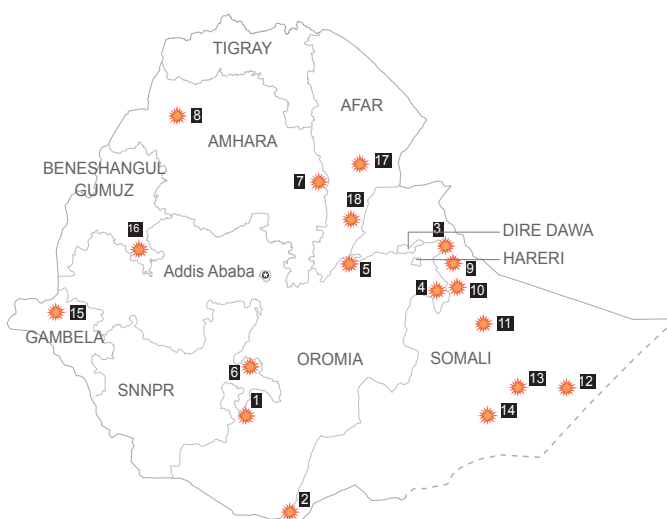 TIGRAY
AFAR
8
AMHARA
17
BENESHANGUL
GUMUZ
7
18
16
3
DIRE DAWA
HARERI
9
5
Addis Ababa
4
10
15
11
GAMBELA
OROMIA
SOMALI
6
SNNPR
13
12
1
14
2